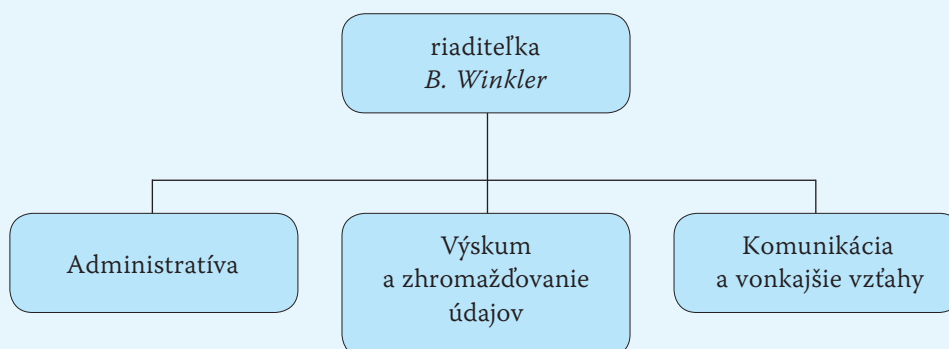 riaditeľka
B. Winkler
Administratíva
Výskum
a zhromažďovanie
údajov
Komunikácia
a vonkajšie vzťahy